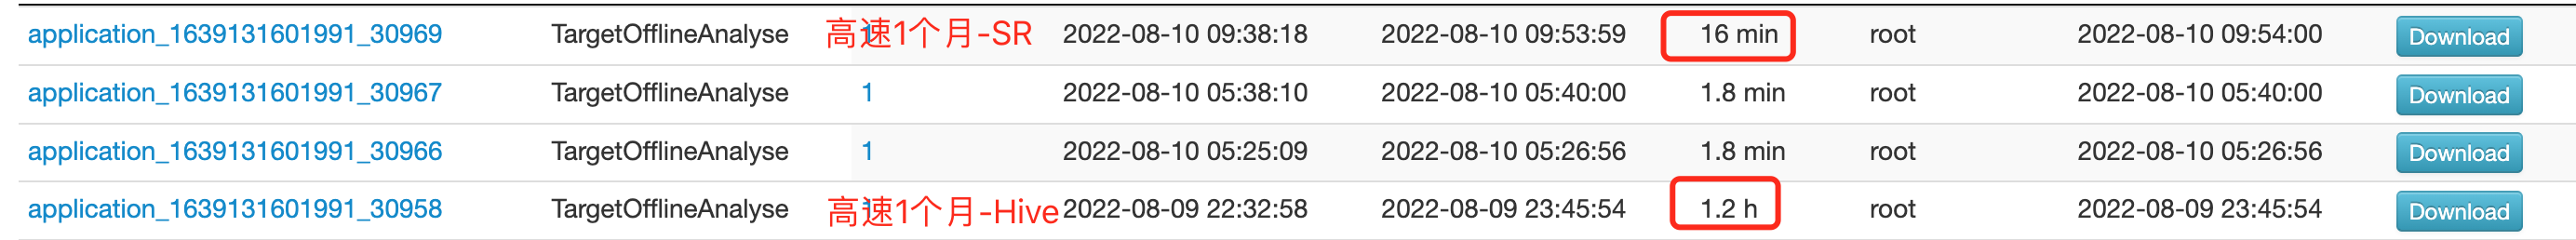 application_1639131601991_30969 TargetOfflineAnalyse 高速1个月-SR 2022-08-10 09:38:18 2022-08-10 09:53:59 16 min root 2022-08-10 09:54:00 Download
application_1639131601991_30967 TargetOfflineAnalyse 1 2022-08-10 05:38:10 2022-08-10 05:40:00 1.8 min root 2022-08-10 05:40:00 Download
application_1639131601991_30966 TargetOfflineAnalyse 1 2022-08-10 05:25:09 2022-08-10 05:26:56 1.8 min root 2022-08-10 05:26:56 Download
application_1639131601991_30958 TargetOfflineAnalyse 高速1个月-Hive 2022-08-09 22:32:58 2022-08-09 23:45:54 1.2 h root 2022-08-09 23:45:54 Download